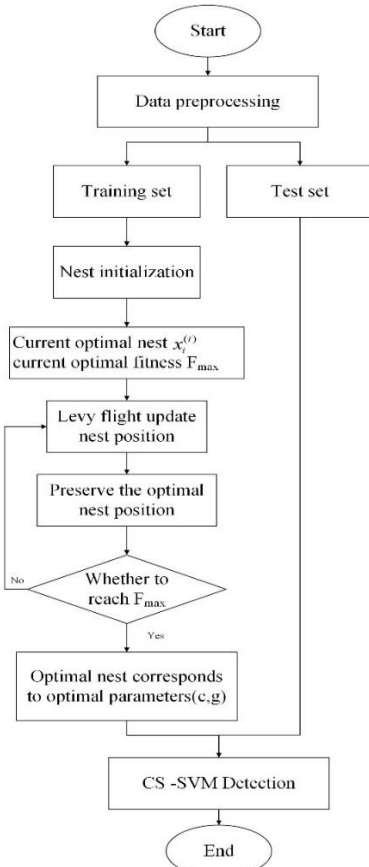 Start
Data preprocessing
Training set
Test set
Nest initialization
Current optimal nest x_i^(t)
current optimal fitness F_max
Levy flight update
nest position
Preserve the optimal
nest position
No
Whether to
reach F_max
Yes
Optimal nest corresponds
to optimal parameters(c,g)
CS -SVM Detection
End